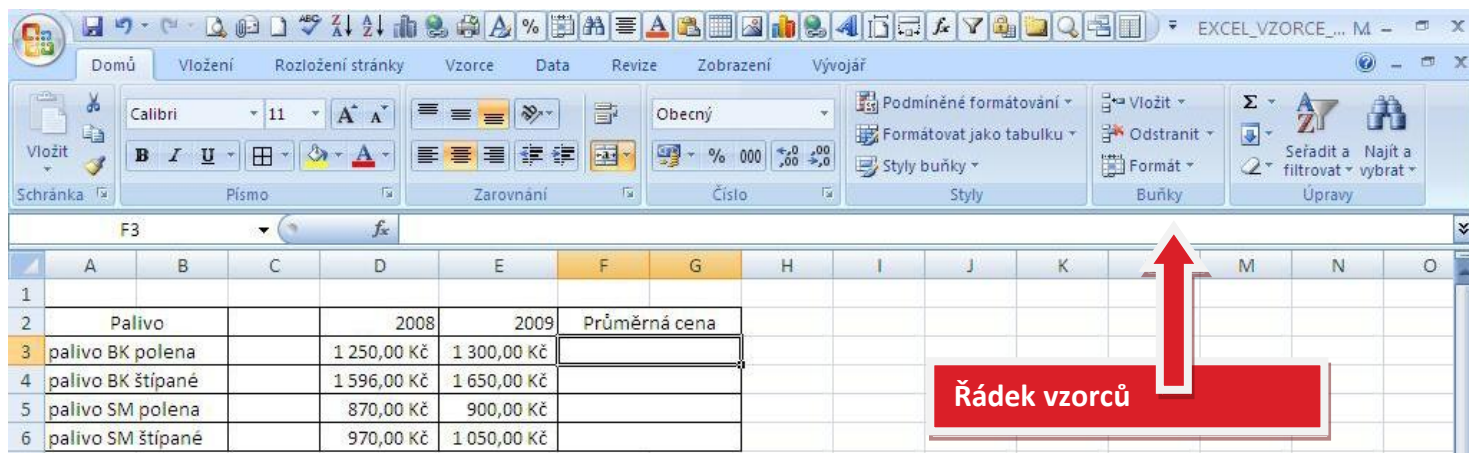 EXCEL_VZORCE_... M
Domů Vložení Rozložení stránky Vzorce Data Revize Zobrazení Vývojář
Calibri 11 Obecný Podmíněné formátování Vložit Σ
Vložit B I U % 000 Formátovat jako tabulku Odstranit Seřadit a filtrovat Najít a vybrat
Styly buňky Formát
Schránka Písmo Zarovnání Číslo Styly Buňky Úpravy
F3 fx
A B C D E F G H I J K M N O
1
2 Palivo 2008 2009 Průměrná cena
3 palivo BK polena 1 250,00 Kč 1 300,00 Kč
4 palivo BK štípané 1 596,00 Kč 1 650,00 Kč
5 palivo SM polena 870,00 Kč 900,00 Kč
6 palivo SM štípané 970,00 Kč 1 050,00 Kč
Řádek vzorců